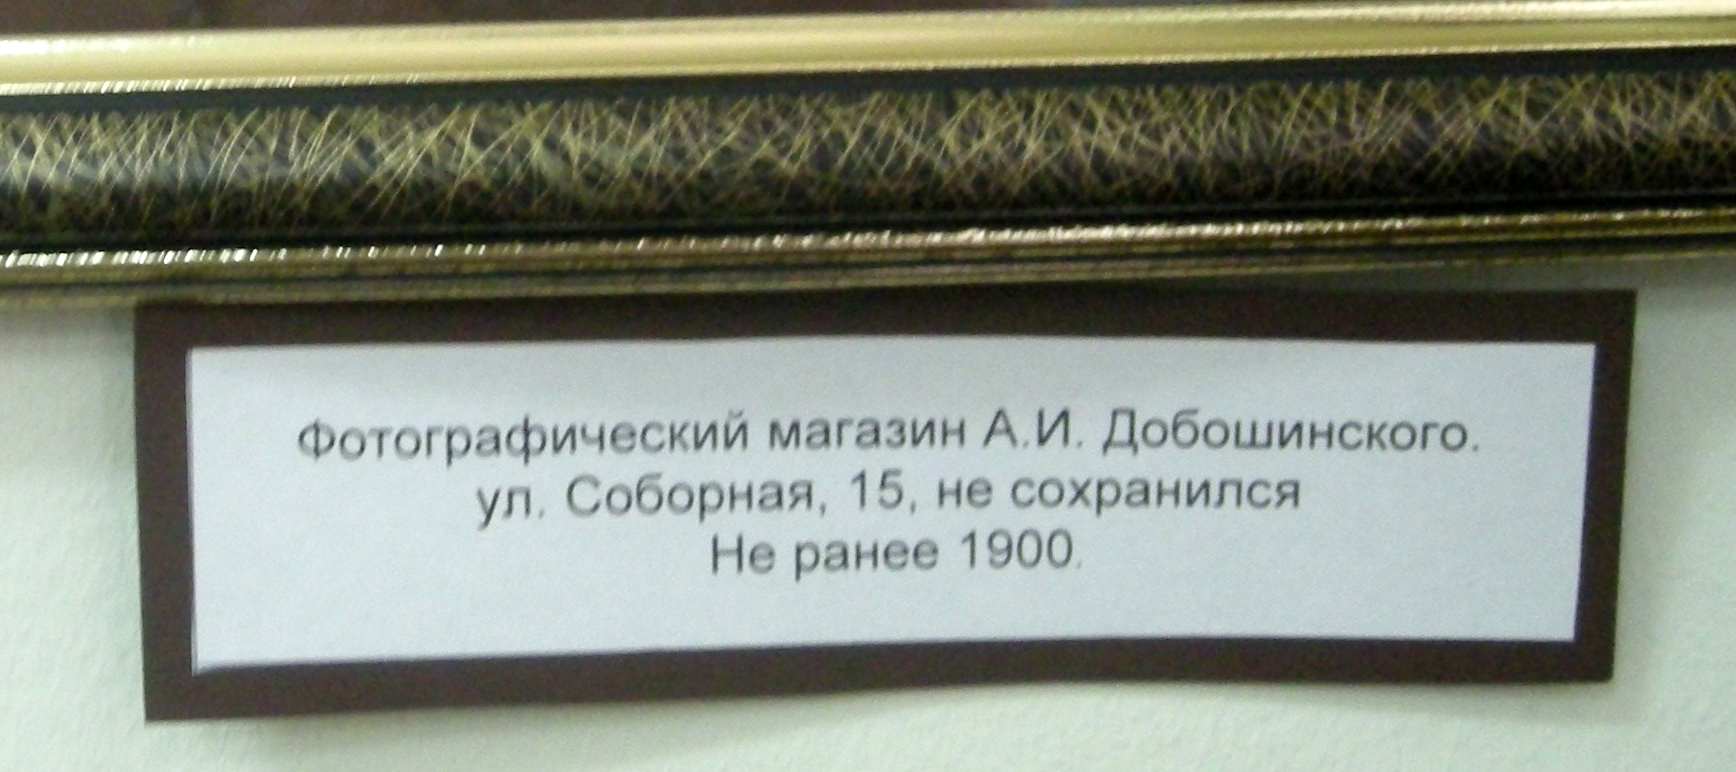 Фотографический магазин А.И. Добошинского.
ул. Соборная, 15, не сохранился
Не ранее 1900.